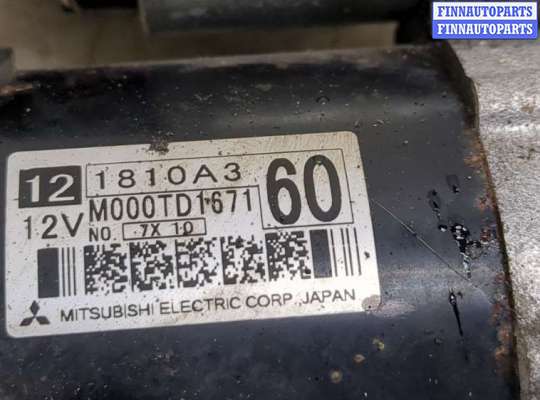 FINNAUTOPARTS
FINNAUTOPARTS
12 1810A3 60
12V M000TD1671
NO. 7X 10
MITSUBISHI ELECTRIC CORP. JAPAN